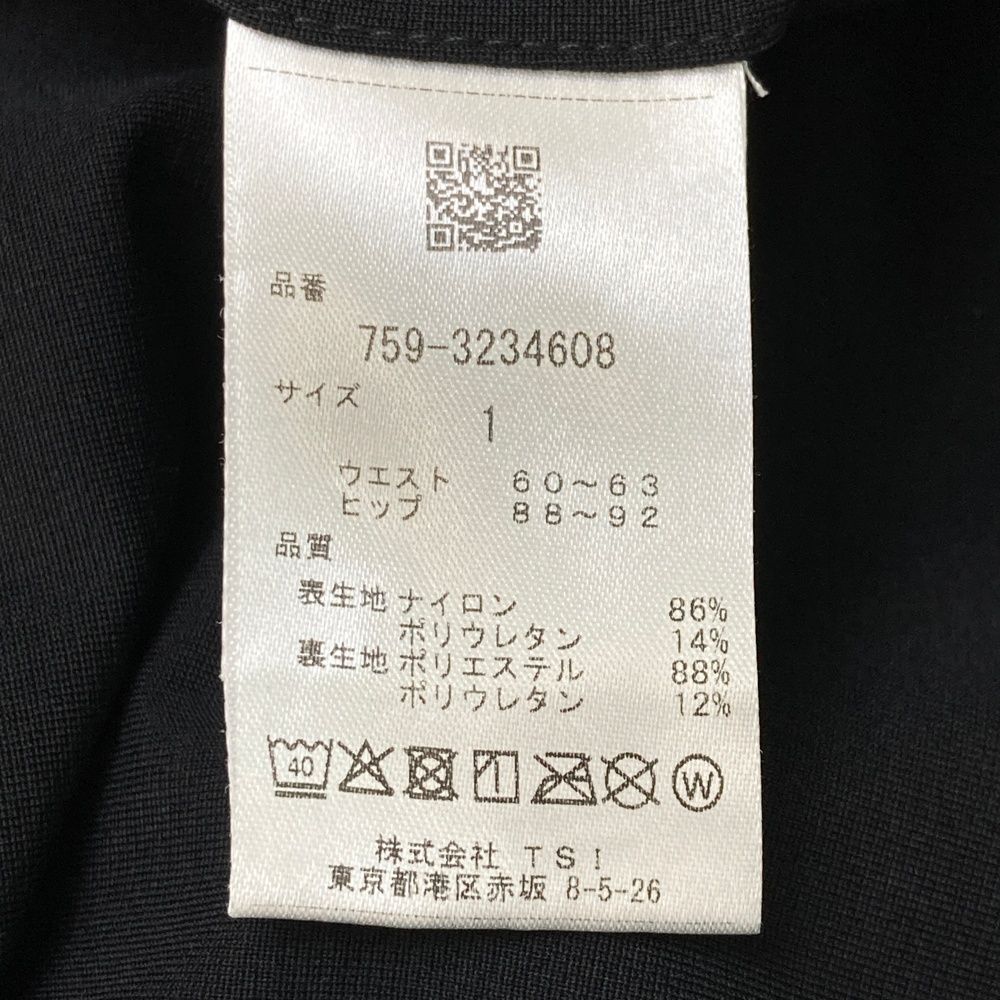 品番
759-3234608
サイズ
1
ウエスト 60〜63
ヒップ 88〜92
品質
表生地 ナイロン 86%
ポリウレタン 14%
裏生地 ポリエステル 88%
ポリウレタン 12%
40 W
株式会社 TSI
東京都港区赤坂 8-5-26